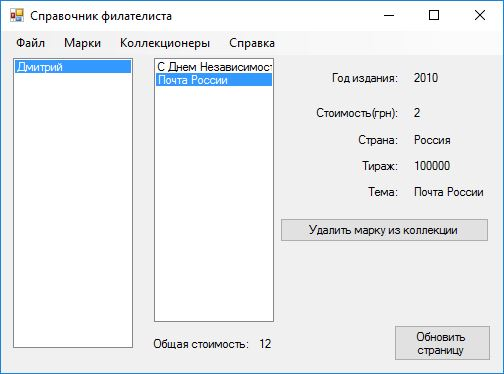 Справочник филателиста
Файл Марки Коллекционеры Справка
Дмитрий
С Днем Независимост
Почта России
Год издания: 2010
Стоимость(грн): 2
Страна: Россия
Тираж: 100000
Тема: Почта России
Удалить марку из коллекции
Общая стоимость: 12
Обновить
страницу